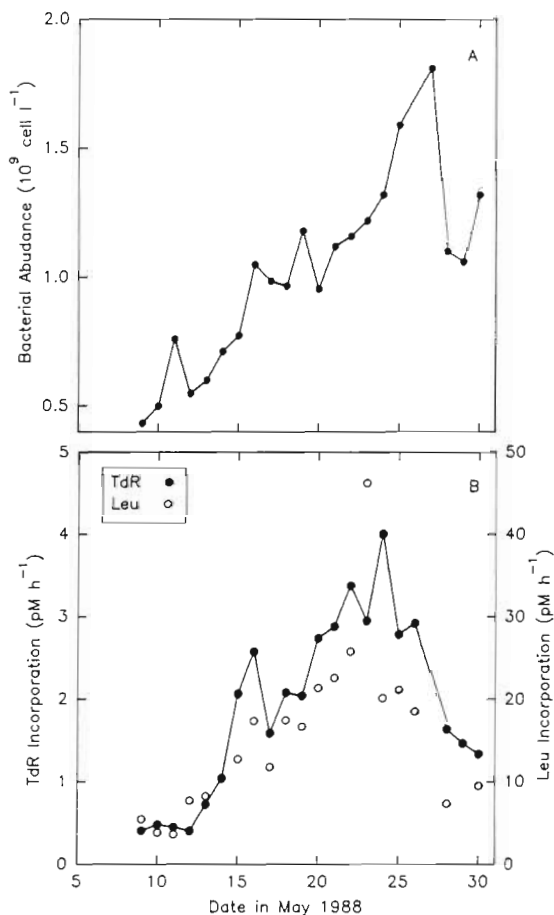 A
2.0
1.5
1.0
0.5
Bacterial Abudance (10⁹ cell l⁻¹)
B
TdR
Leu
5
4
3
2
1
0
TdR Incorporation (pM h⁻¹)
50
40
30
20
10
0
Leu Incorporation (pM h⁻¹)
5 10 15 20 25 30
Date in May 1988